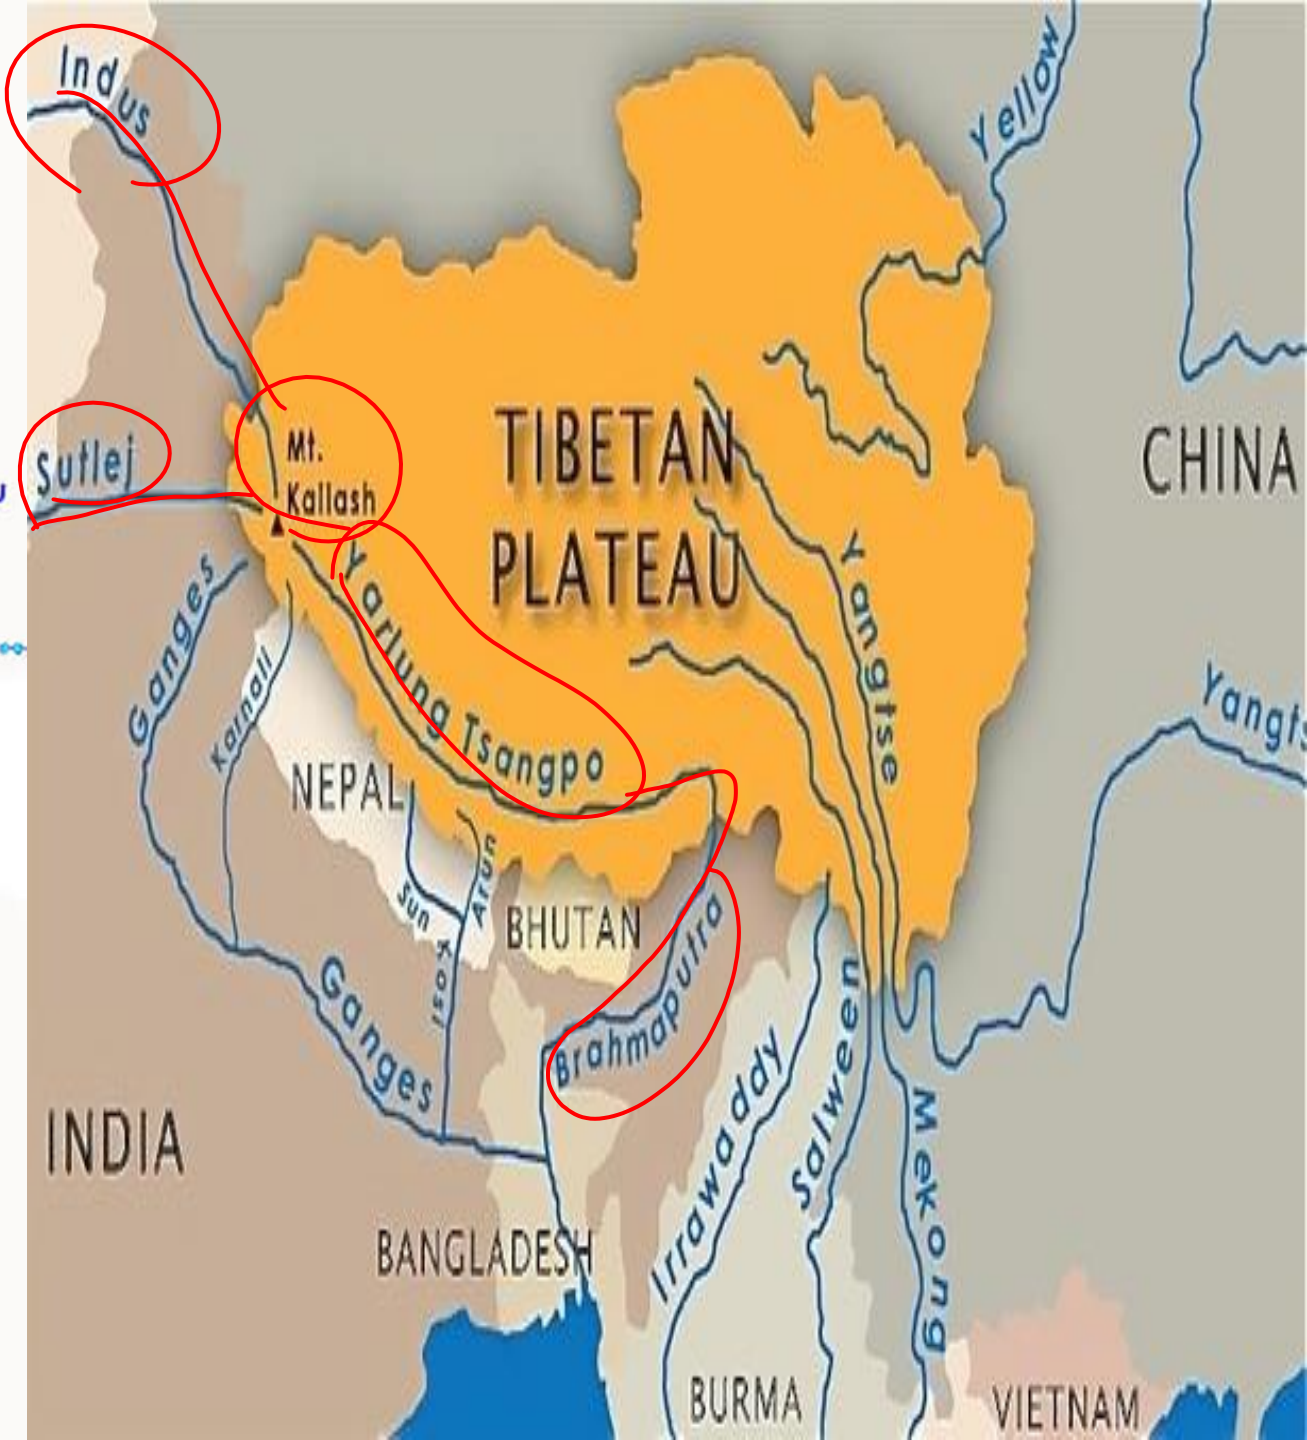 Indus
Yellow
Mt.
Kallash
TIBETAN
PLATEAU
CHINA
Sutlej
Ganges
Karnali
Yarlung Tsangpo
Yangtse
Yangts
NEPAL
Sun Kosi
Arun
BHUTAN
Brahmaputra
Ganges
INDIA
BANGLADESH
Irrawaddy
Salween
Mekong
BURMA
VIETNAM